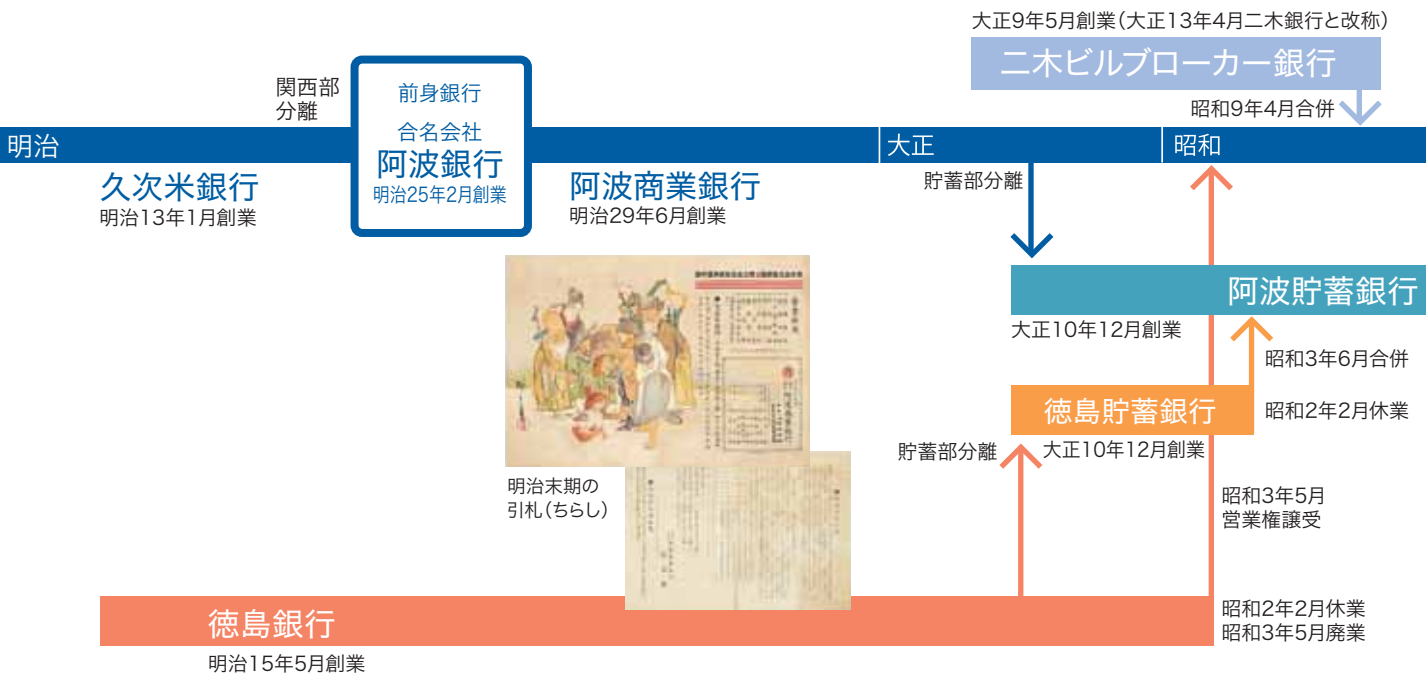 大正9年5月創業(大正13年4月二木銀行と改称)
二木ビルブローカー銀行
昭和9年4月合併
関西部
分離
前身銀行
合名会社
阿波銀行
明治25年2月創業
明治
大正
昭和
久次米銀行
明治13年1月創業
阿波商業銀行
明治29年6月創業
貯蓄部分離
阿波貯蓄銀行
大正10年12月創業
昭和3年6月合併
徳島貯蓄銀行
昭和2年2月休業
大正10年12月創業
貯蓄部分離
明治末期の
引札(ちらし)
昭和3年5月
営業権譲受
徳島銀行
明治15年5月創業
昭和2年2月休業
昭和3年5月廃業